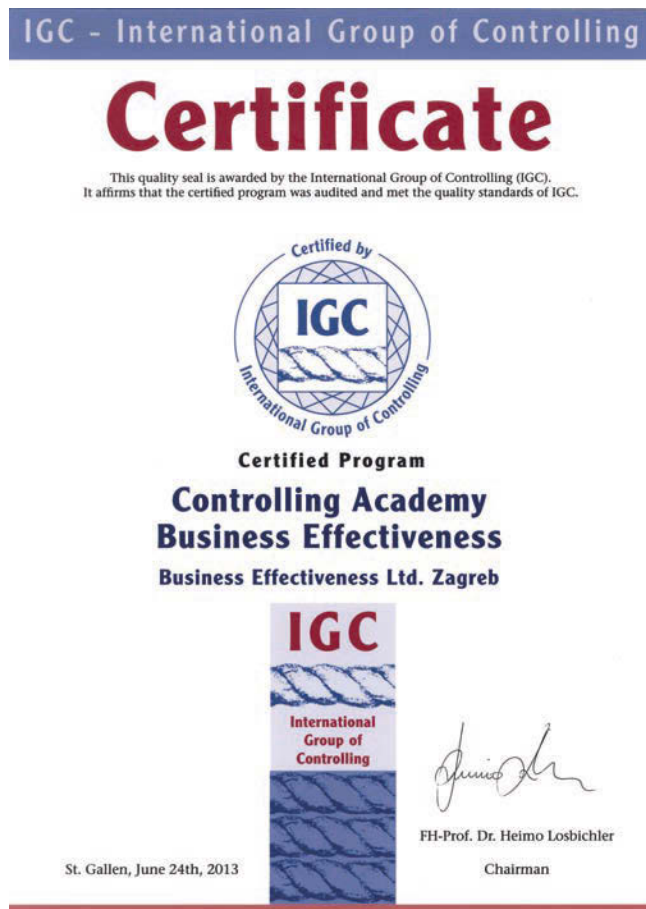 IGC – International Group of Controlling
Certificate
This quality seal is awarded by the International Group of Controlling (IGC).
It affirms that the certified program was audited and met the quality standards of IGC.
Certified by
IGC
International Group of Controlling
Certified Program
Controlling Academy
Business Effectiveness
Business Effectiveness Ltd. Zagreb
IGC
International
Group of
Controlling
FH-Prof. Dr. Heimo Losbichler
St. Gallen, June 24th, 2013
Chairman